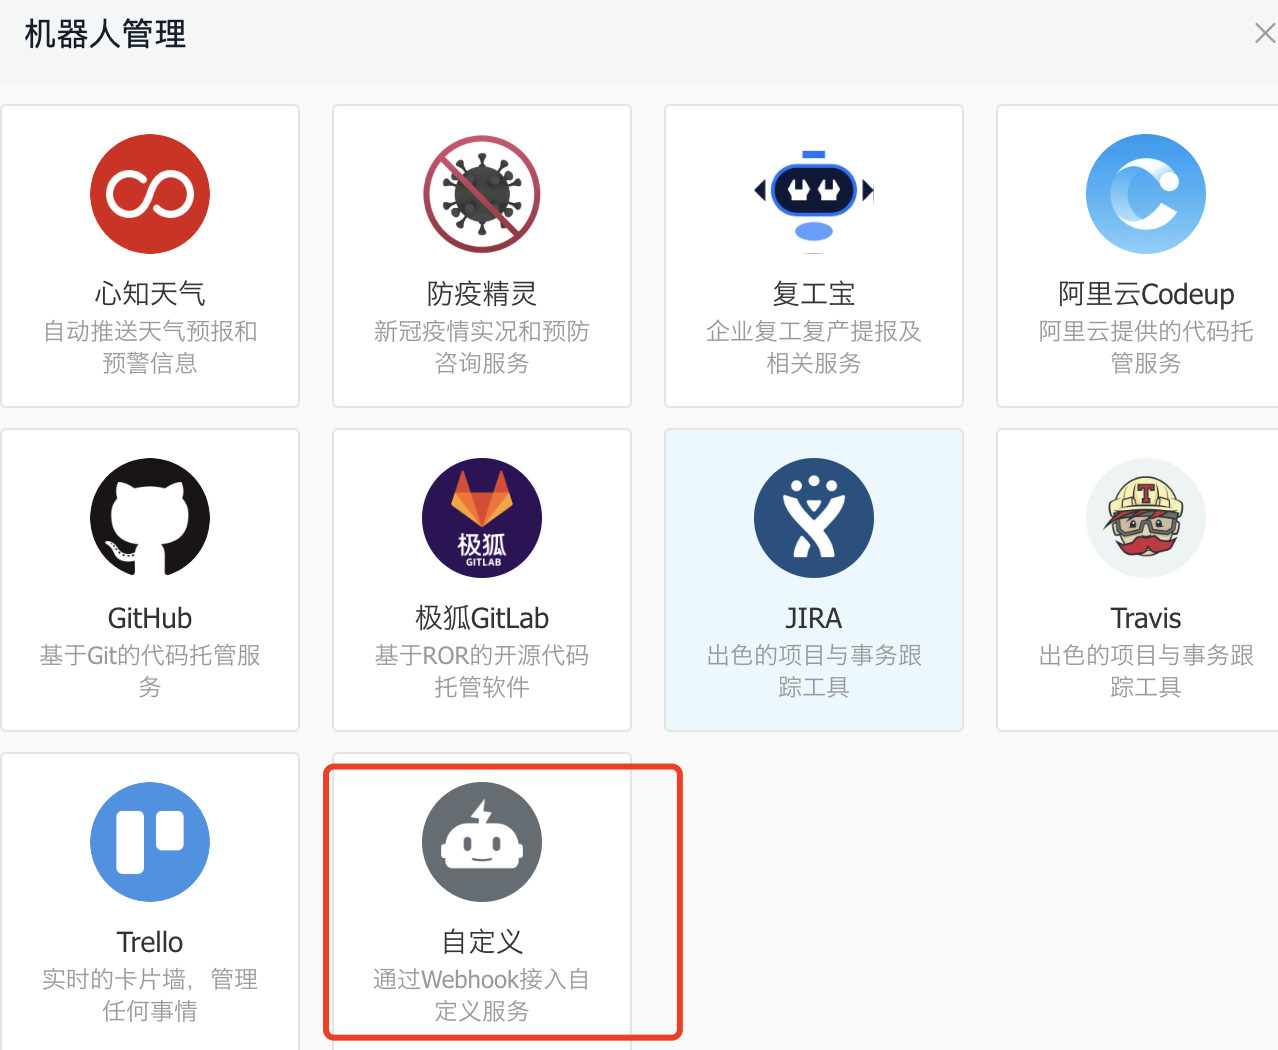 机器人管理
心知天气
自动推送天气预报和
预警信息
防疫精灵
新冠疫情实况和预防
咨询服务
复工宝
企业复工复产提报及
相关服务
阿里云Codeup
阿里云提供的代码托
管服务
GitHub
基于Git的代码托管服
务
极狐
GITLAB
极狐GitLab
基于ROR的开源代码
托管软件
JIRA
出色的项目与事务跟
踪工具
T
Travis
出色的项目与事务跟
踪工具
Trello
实时的卡片墙，管理
任何事情
自定义
通过Webhook接入自
定义服务